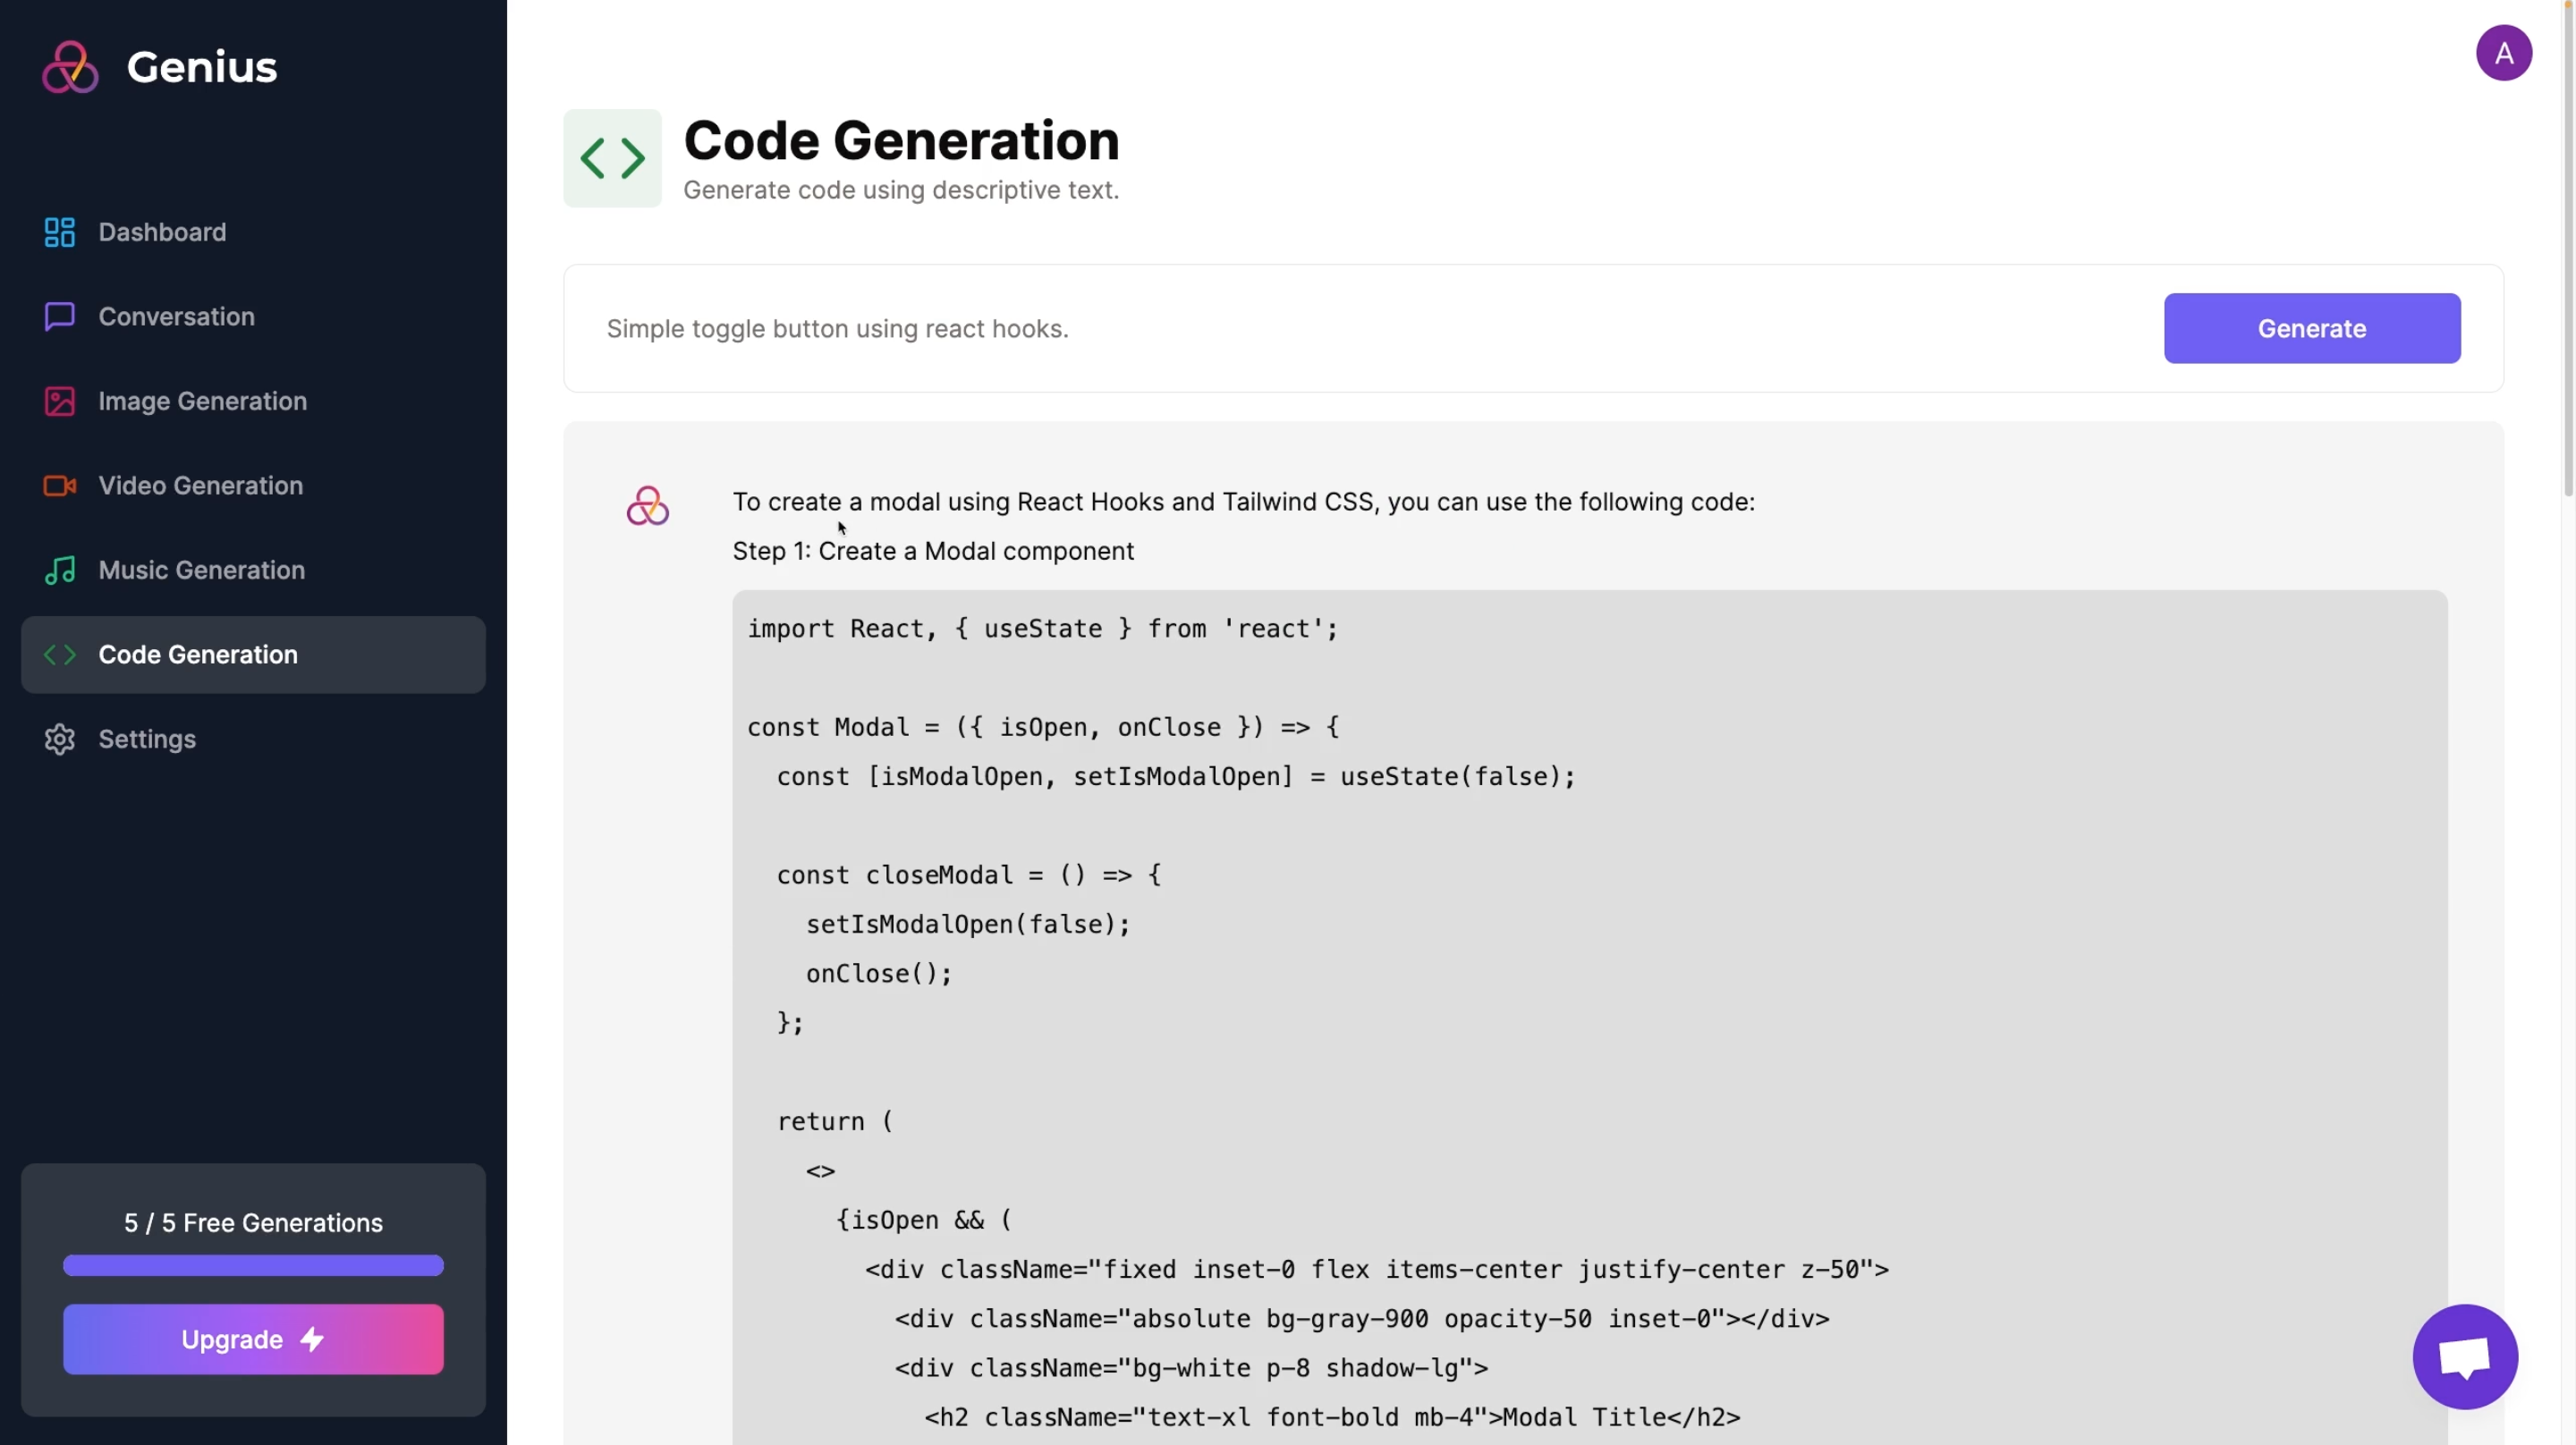 Genius
Dashboard
Conversation
Image Generation
Video Generation
Music Generation
Code Generation
Settings
5 / 5 Free Generations
Upgrade
A
Code Generation
Generate code using descriptive text.
Simple toggle button using react hooks.
Generate
To create a modal using React Hooks and Tailwind CSS, you can use the following code:
Step 1: Create a Modal component
import React, { useState } from 'react';
const Modal = ({ isOpen, onClose }) => {
const [isModalOpen, setIsModalOpen] = useState(false);
const closeModal = () => {
setIsModalOpen(false);
onClose();
};
return (
<>
{isOpen && (
<div className="fixed inset-0 flex items-center justify-center z-50">
<div className="absolute bg-gray-900 opacity-50 inset-0"></div>
<div className="bg-white p-8 shadow-lg">
<h2 className="text-xl font-bold mb-4">Modal Title</h2>